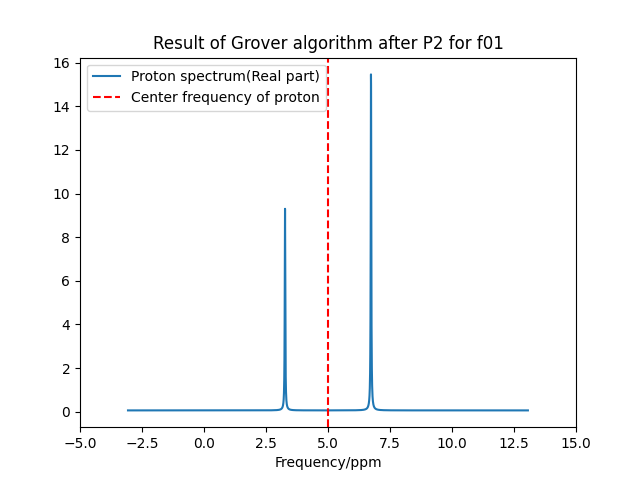 Result of Grover algorithm after P2 for f01
16
14
12
10
8
6
4
2
0
Proton spectrum(Real part)
Center frequency of proton
−5.0 −2.5 0.0 2.5 5.0 7.5 10.0 12.5 15.0
Frequency/ppm